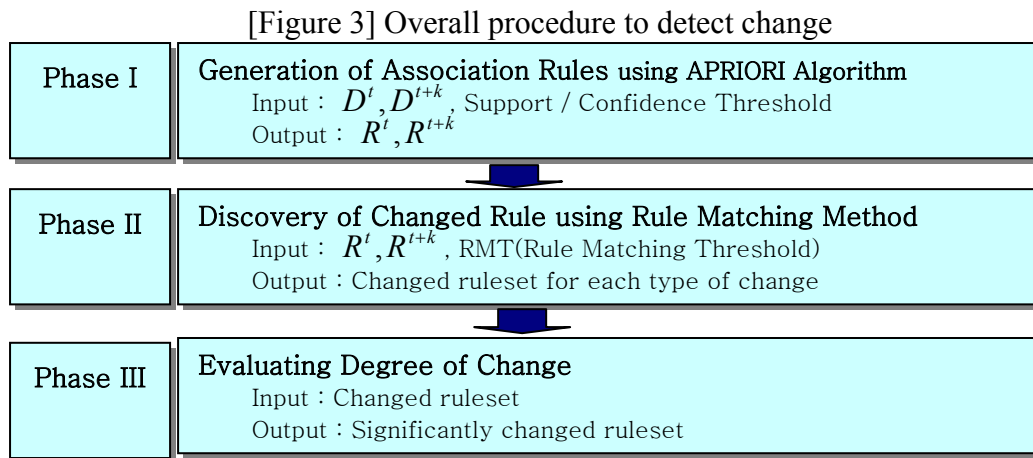 [Figure 3] Overall procedure to detect change
Phase I
Generation of Association Rules using APRIORI Algorithm
Input : D^t, D^{t+k}, Support / Confidence Threshold
Output : R^t, R^{t+k}
Phase II
Discovery of Changed Rule using Rule Matching Method
Input : R^t, R^{t+k}, RMT(Rule Matching Threshold)
Output : Changed ruleset for each type of change
Phase III
Evaluating Degree of Change
Input : Changed ruleset
Output : Significantly changed ruleset